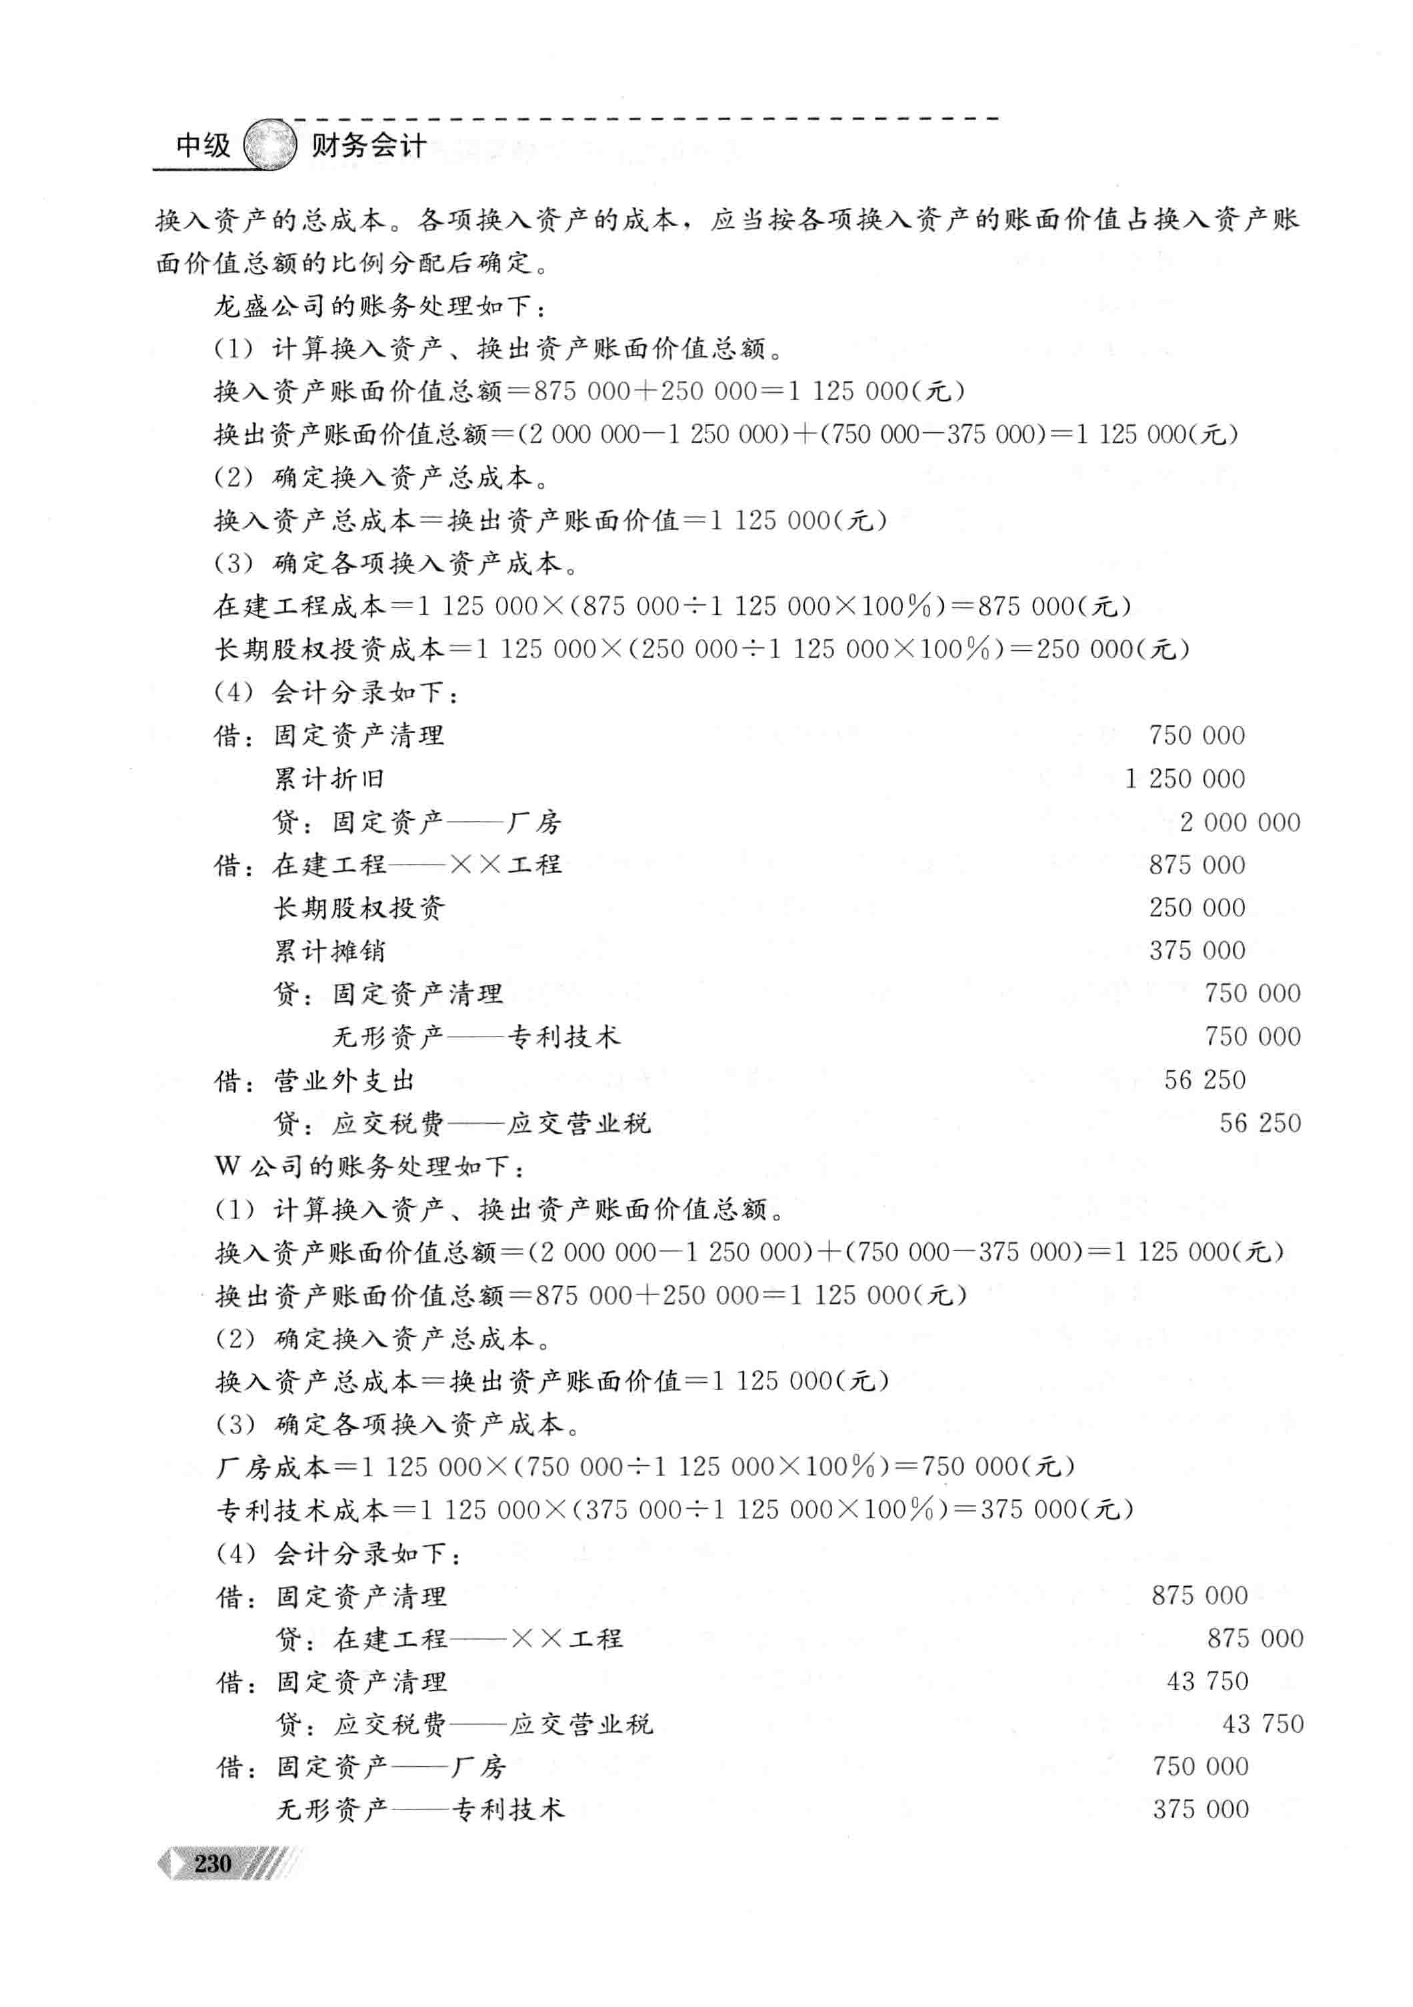 中级 财务会计
换入资产的总成本。各项换入资产的成本，应当按各项换入资产的账面价值占换入资产账
面价值总额的比例分配后确定。
龙盛公司的账务处理如下：
(1) 计算换入资产、换出资产账面价值总额。
换入资产账面价值总额＝875 000＋250 000＝1 125 000(元)
换出资产账面价值总额＝(2 000 000－1 250 000)＋(750 000－375 000)＝1 125 000(元)
(2) 确定换入资产总成本。
换入资产总成本＝换出资产账面价值＝1 125 000(元)
(3) 确定各项换入资产成本。
在建工程成本＝1 125 000×(875 000÷1 125 000×100%)＝875 000(元)
长期股权投资成本＝1 125 000×(250 000÷1 125 000×100%)＝250 000(元)
(4) 会计分录如下：
借：固定资产清理 750 000
累计折旧 1 250 000
贷：固定资产——厂房 2 000 000
借：在建工程——××工程 875 000
长期股权投资 250 000
累计摊销 375 000
贷：固定资产清理 750 000
无形资产——专利技术 750 000
借：营业外支出 56 250
贷：应交税费——应交营业税 56 250
W 公司的账务处理如下：
(1) 计算换入资产、换出资产账面价值总额。
换入资产账面价值总额＝(2 000 000－1 250 000)＋(750 000－375 000)＝1 125 000(元)
换出资产账面价值总额＝875 000＋250 000＝1 125 000(元)
(2) 确定换入资产总成本。
换入资产总成本＝换出资产账面价值＝1 125 000(元)
(3) 确定各项换入资产成本。
厂房成本＝1 125 000×(750 000÷1 125 000×100%)＝750 000(元)
专利技术成本＝1 125 000×(375 000÷1 125 000×100%)＝375 000(元)
(4) 会计分录如下：
借：固定资产清理 875 000
贷：在建工程——××工程 875 000
借：固定资产清理 43 750
贷：应交税费——应交营业税 43 750
借：固定资产——厂房 750 000
无形资产——专利技术 375 000
230